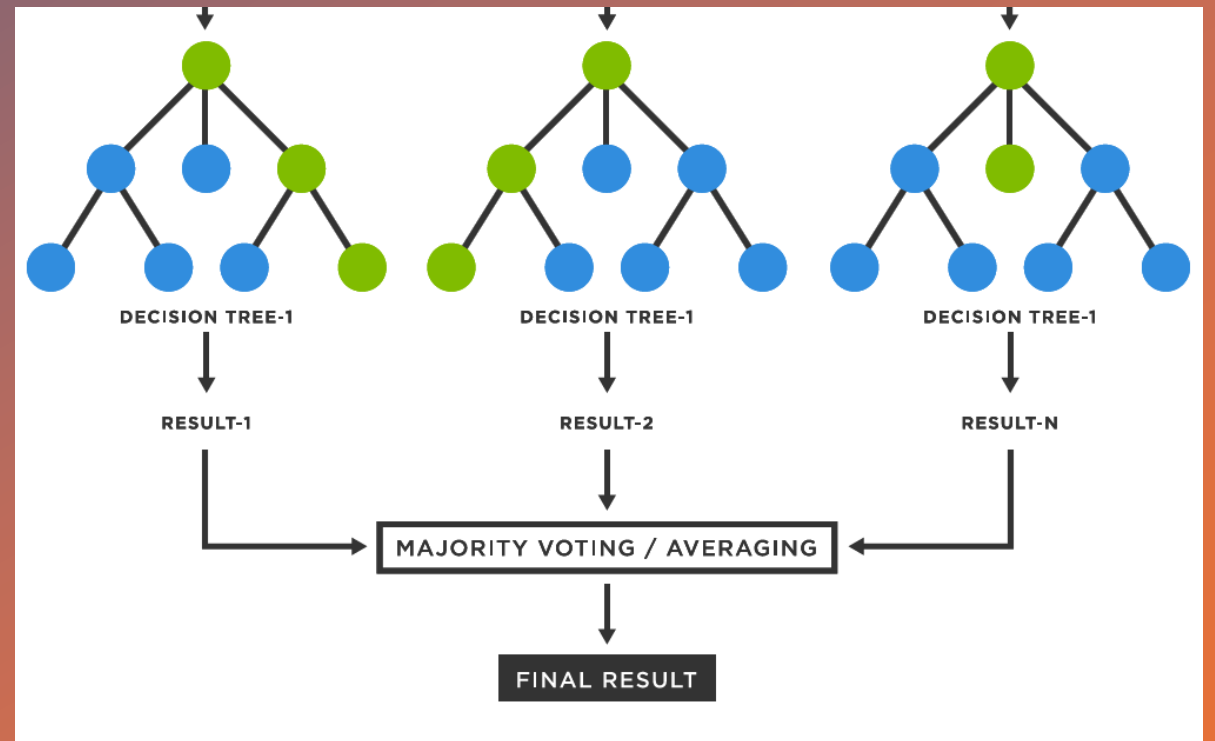 DECISION TREE-1
DECISION TREE-1
DECISION TREE-1
RESULT-1
RESULT-2
RESULT-N
MAJORITY VOTING / AVERAGING
FINAL RESULT